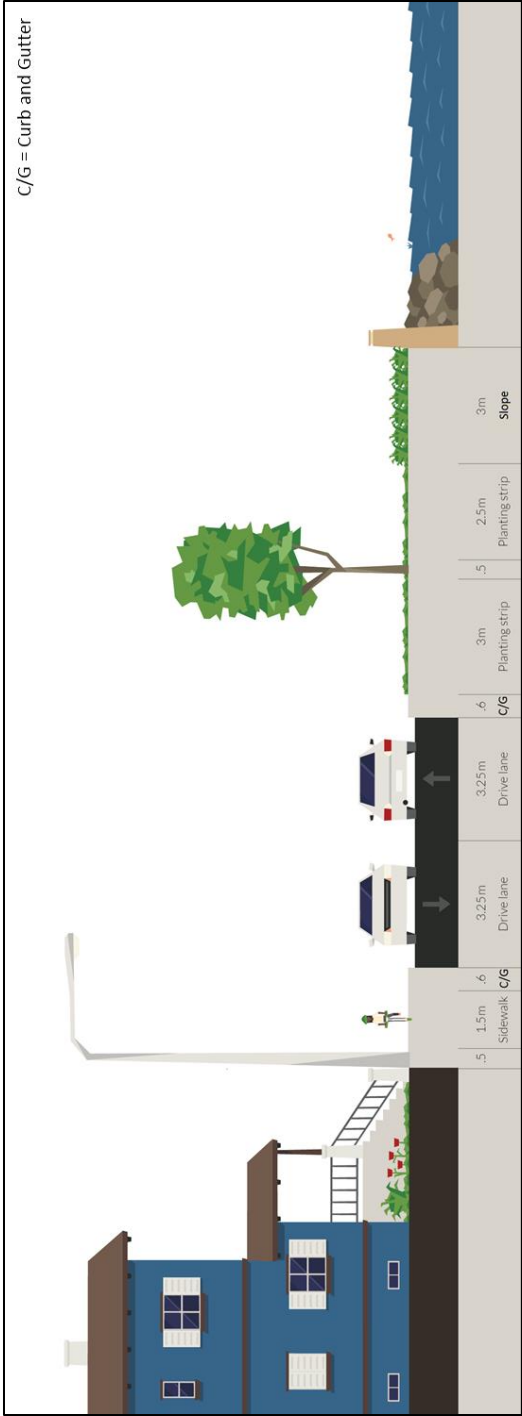 C/G = Curb and Gutter
.5
1.5m
Sidewalk
.6
C/G
3.25m
Drive lane
3.25m
Drive lane
.6
C/G
3m
Planting strip
.5
2.5m
Planting strip
3m
Slope